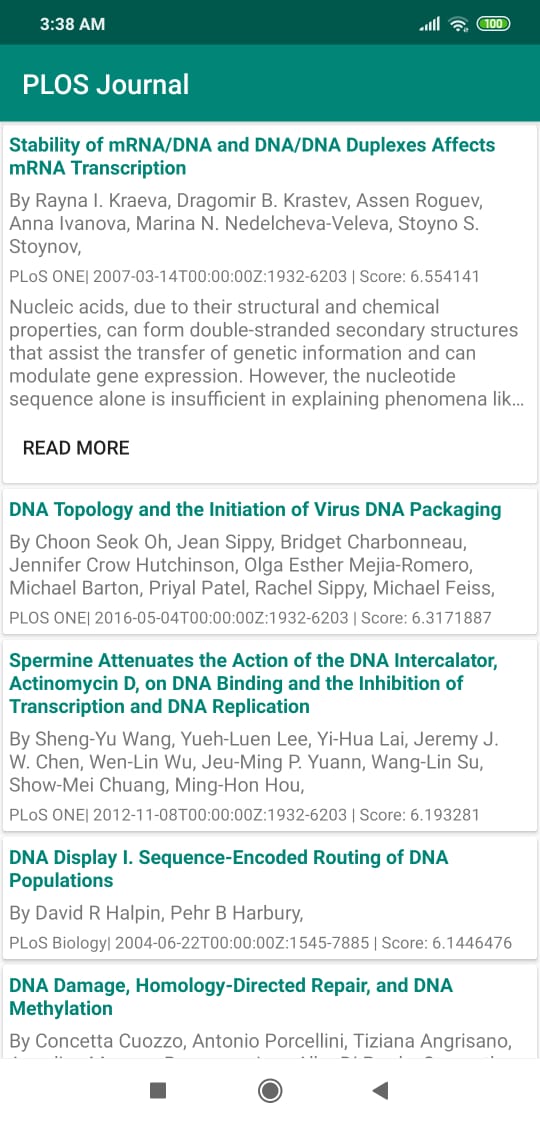 3:38 AM
100
PLOS Journal
Stability of mRNA/DNA and DNA/DNA Duplexes Affects
mRNA Transcription
By Rayna I. Kraeva, Dragomir B. Krastev, Assen Roguev,
Anna Ivanova, Marina N. Nedelcheva-Veleva, Stoyno S.
Stoynov,
PLoS ONE| 2007-03-14T00:00:00Z:1932-6203 | Score: 6.554141
Nucleic acids, due to their structural and chemical
properties, can form double-stranded secondary structures
that assist the transfer of genetic information and can
modulate gene expression. However, the nucleotide
sequence alone is insufficient in explaining phenomena lik...
READ MORE
DNA Topology and the Initiation of Virus DNA Packaging
By Choon Seok Oh, Jean Sippy, Bridget Charbonneau,
Jennifer Crow Hutchinson, Olga Esther Mejia-Romero,
Michael Barton, Priyal Patel, Rachel Sippy, Michael Feiss,
PLOS ONE| 2016-05-04T00:00:00Z:1932-6203 | Score: 6.3171887
Spermine Attenuates the Action of the DNA Intercalator,
Actinomycin D, on DNA Binding and the Inhibition of
Transcription and DNA Replication
By Sheng-Yu Wang, Yueh-Luen Lee, Yi-Hua Lai, Jeremy J.
W. Chen, Wen-Lin Wu, Jeu-Ming P. Yuann, Wang-Lin Su,
Show-Mei Chuang, Ming-Hon Hou,
PLoS ONE| 2012-11-08T00:00:00Z:1932-6203 | Score: 6.193281
DNA Display I. Sequence-Encoded Routing of DNA
Populations
By David R Halpin, Pehr B Harbury,
PLoS Biology| 2004-06-22T00:00:00Z:1545-7885 | Score: 6.1446476
DNA Damage, Homology-Directed Repair, and DNA
Methylation
By Concetta Cuozzo, Antonio Porcellini, Tiziana Angrisano,